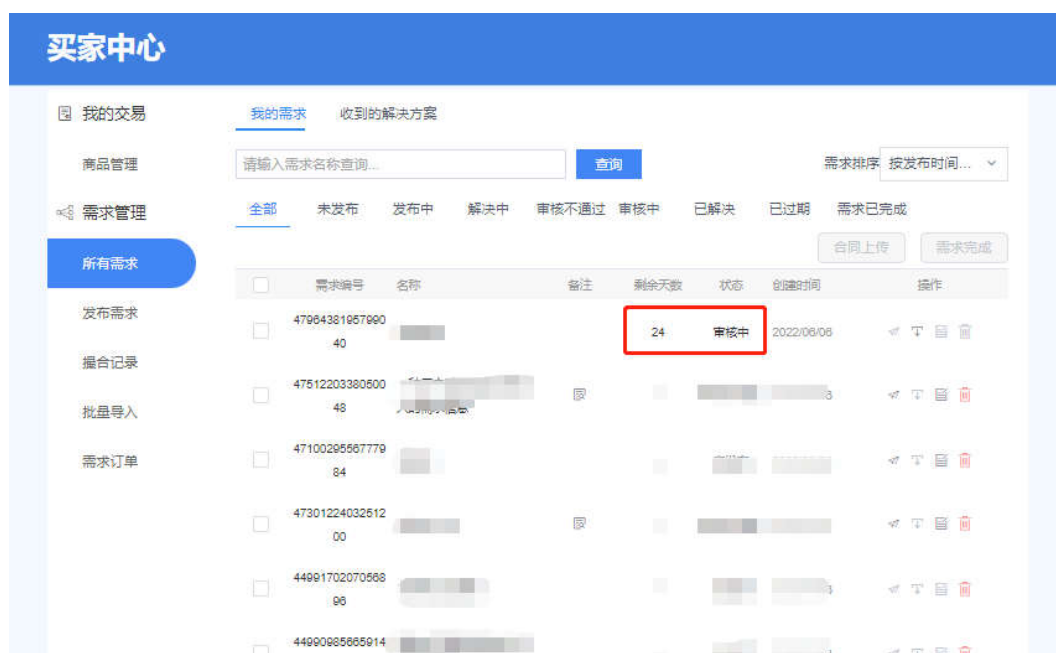 买家中心
我的交易
我的需求 收到的解决方案
商品管理
请输入需求名称查询... 查询 需求排序 按发布时间...
需求管理
全部 未发布 发布中 解决中 审核不通过 审核中 已解决 已过期 需求已完成
合同上传 需求完成
所有需求
需求编号 名称 备注 剩余天数 状态 创建时间 操作
发布需求
47964381957990
40
24 审核中 2022/06/06
撮合记录
47512203380500
48
批量导入
需求订单
47100295567779
84
47301224032512
00
44991702070568
96
44990985665914